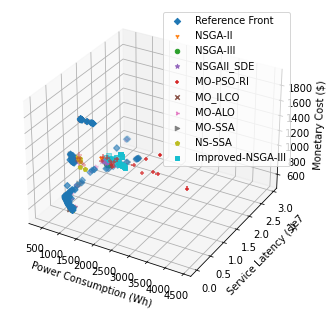 Reference Front
NSGA-II
NSGA-III
NSGAII_SDE
MO-PSO-RI
MO_ILCO
MO-ALO
MO-SSA
NS-SSA
Improved-NSGA-III
1800
1600
1400
1200
1000
800
600
Monetary Cost ($)
3.0
2.5
2.0
1.5
1.0
0.5
0.0
Service Latency (S)
500
1000
1500
2000
2500
3000
3500
4000
4500
Power Consumption (Wh)